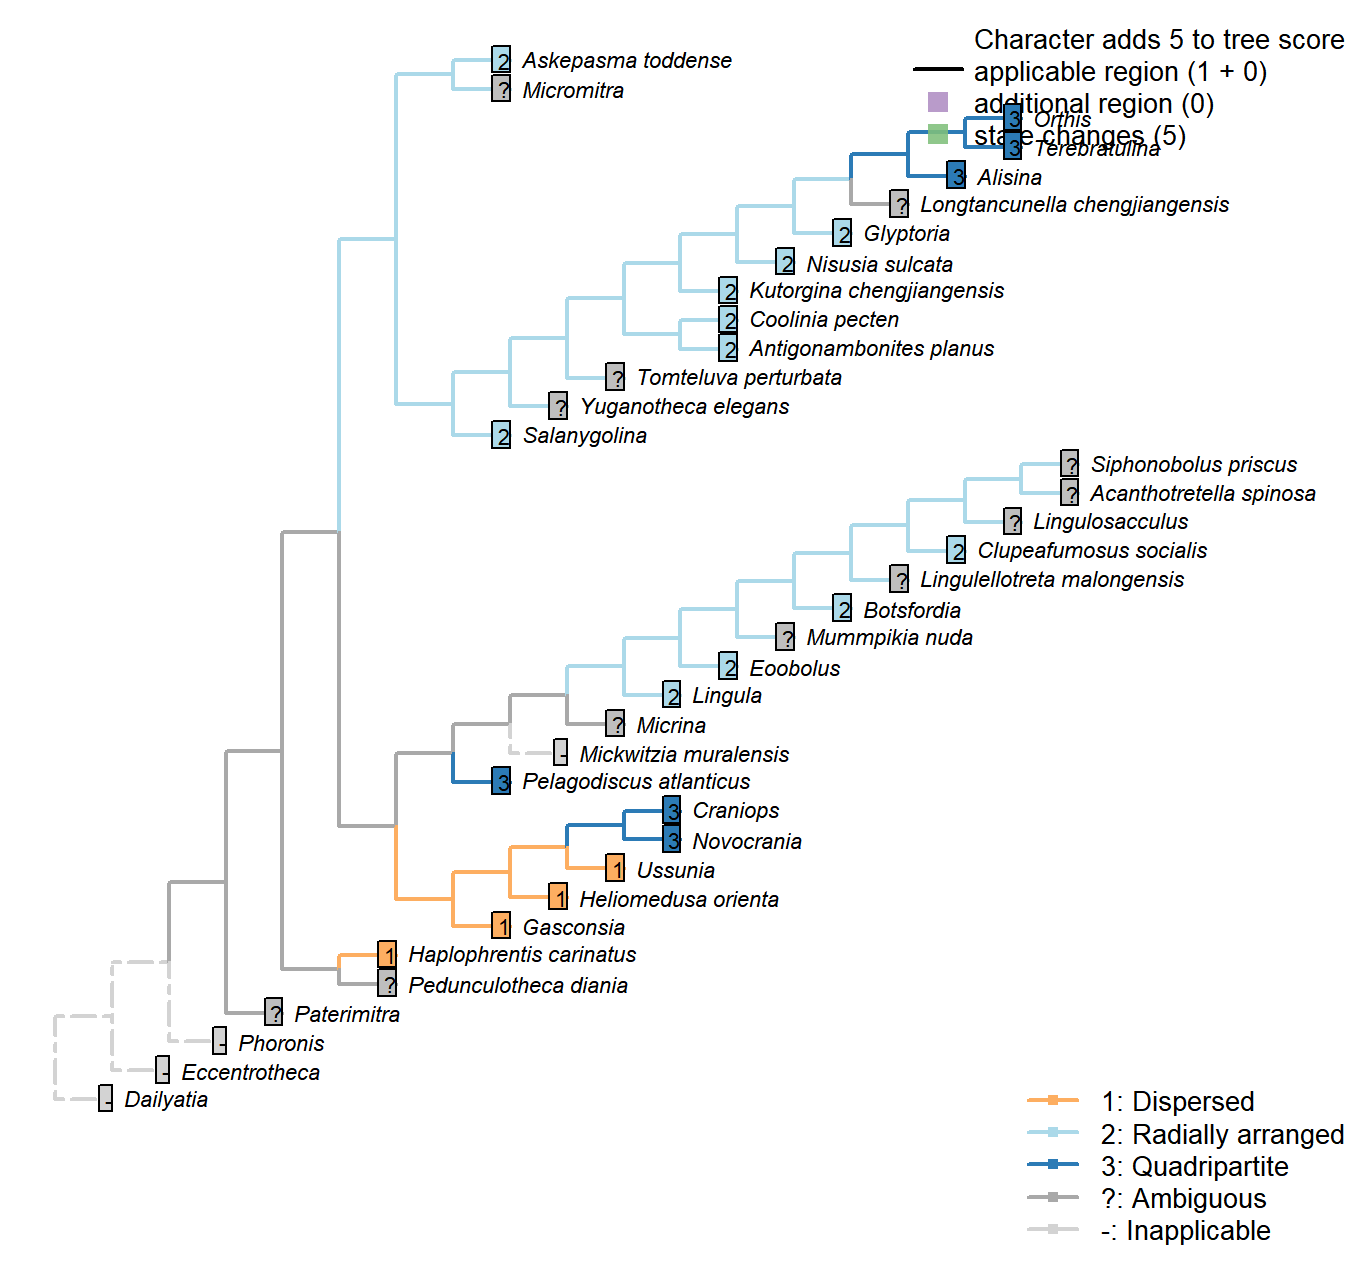 Character adds 5 to tree score
applicable region (1 + 0)
additional region (0)
state changes (5)
2 Askepasma toddense
? Micromitra
3 Orthis
3 Terebratulina
3 Alisina
? Longtancunella chengjiangensis
2 Glyptoria
2 Nisusia sulcata
2 Kutorgina chengjiangensis
2 Coolinia pecten
2 Antigonambonites planus
? Tomteluva perturbata
? Yuganotheca elegans
2 Salanygolina
? Siphonobolus priscus
? Acanthotretella spinosa
? Lingulosacculus
2 Clupeafumosus socialis
? Lingulellotreta malongensis
2 Botsfordia
? Mummpikia nuda
2 Eoobolus
2 Lingula
? Micrina
- Mickwitzia muralensis
3 Pelagodiscus atlanticus
3 Craniops
3 Novocrania
1 Ussunia
1 Heliomedusa orienta
1 Gasconsia
1 Haplophrentis carinatus
? Pedunculotheca diania
? Paterimitra
- Phoronis
- Eccentrotheca
- Dailyatia
1: Dispersed
2: Radially arranged
3: Quadripartite
?: Ambiguous
-: Inapplicable